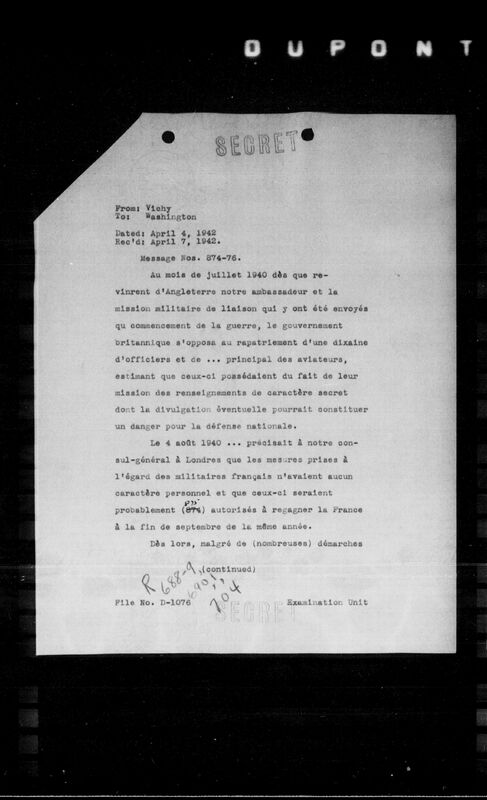 DUPONT
SECRET
From: Vichy
To: Washington
Dated: April 4, 1942
Rec'd: April 7, 1942.
Message Nos. 874-76.
Au mois de juillet 1940 dès que re-
vinrent d'Angleterre notre ambassadeur et la
mission militaire de liaison qui y ont été envoyés
qu commencement de la guerre, le gouvernement
britannique s'opposa au rapatriement d'une dixaine
d'officiers et de ... principal des aviateurs,
estimant que ceux-ci possédaient du fait de leur
mission des renseignements de caractère secret
dont la divulgation éventuelle pourrait constituer
un danger pour la défense nationale.
Le 4 août 1940 ... précisait à notre con-
sul-général à Londres que les mesures prises à
l'égard des militaires français n'avaient aucun
caractère personnel et que ceux-ci seraient
probablement (874) autorisés à regagner la France
à la fin de septembre de la même année.
Dès lors, malgré de (nombreuses) démarches
(continued)
R 688-9,
690,
704
File No. D-1076
SECRET
Examination Unit